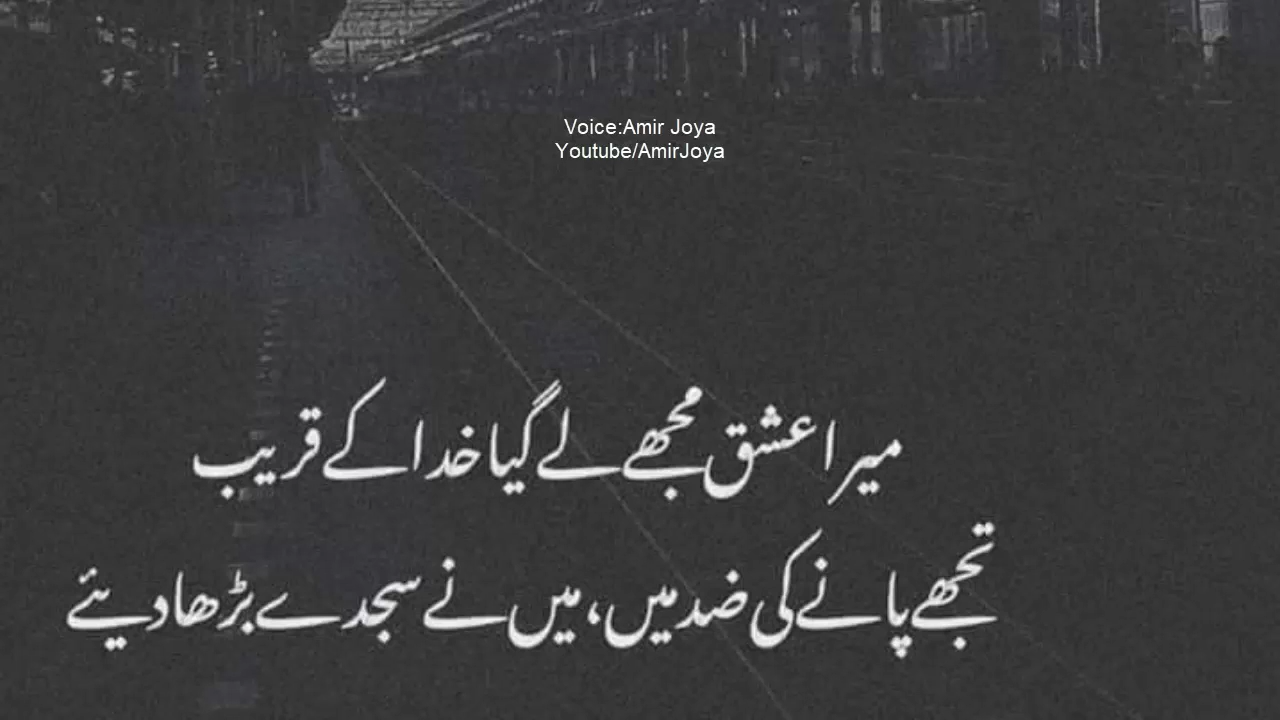 Voice:Amir Joya
Youtube/AmirJoya
میرا عشق مجھے لے گیا خدا کے قریب
تجھے پانے کی ضد میں، میں نے سجدے بڑھا دیئے